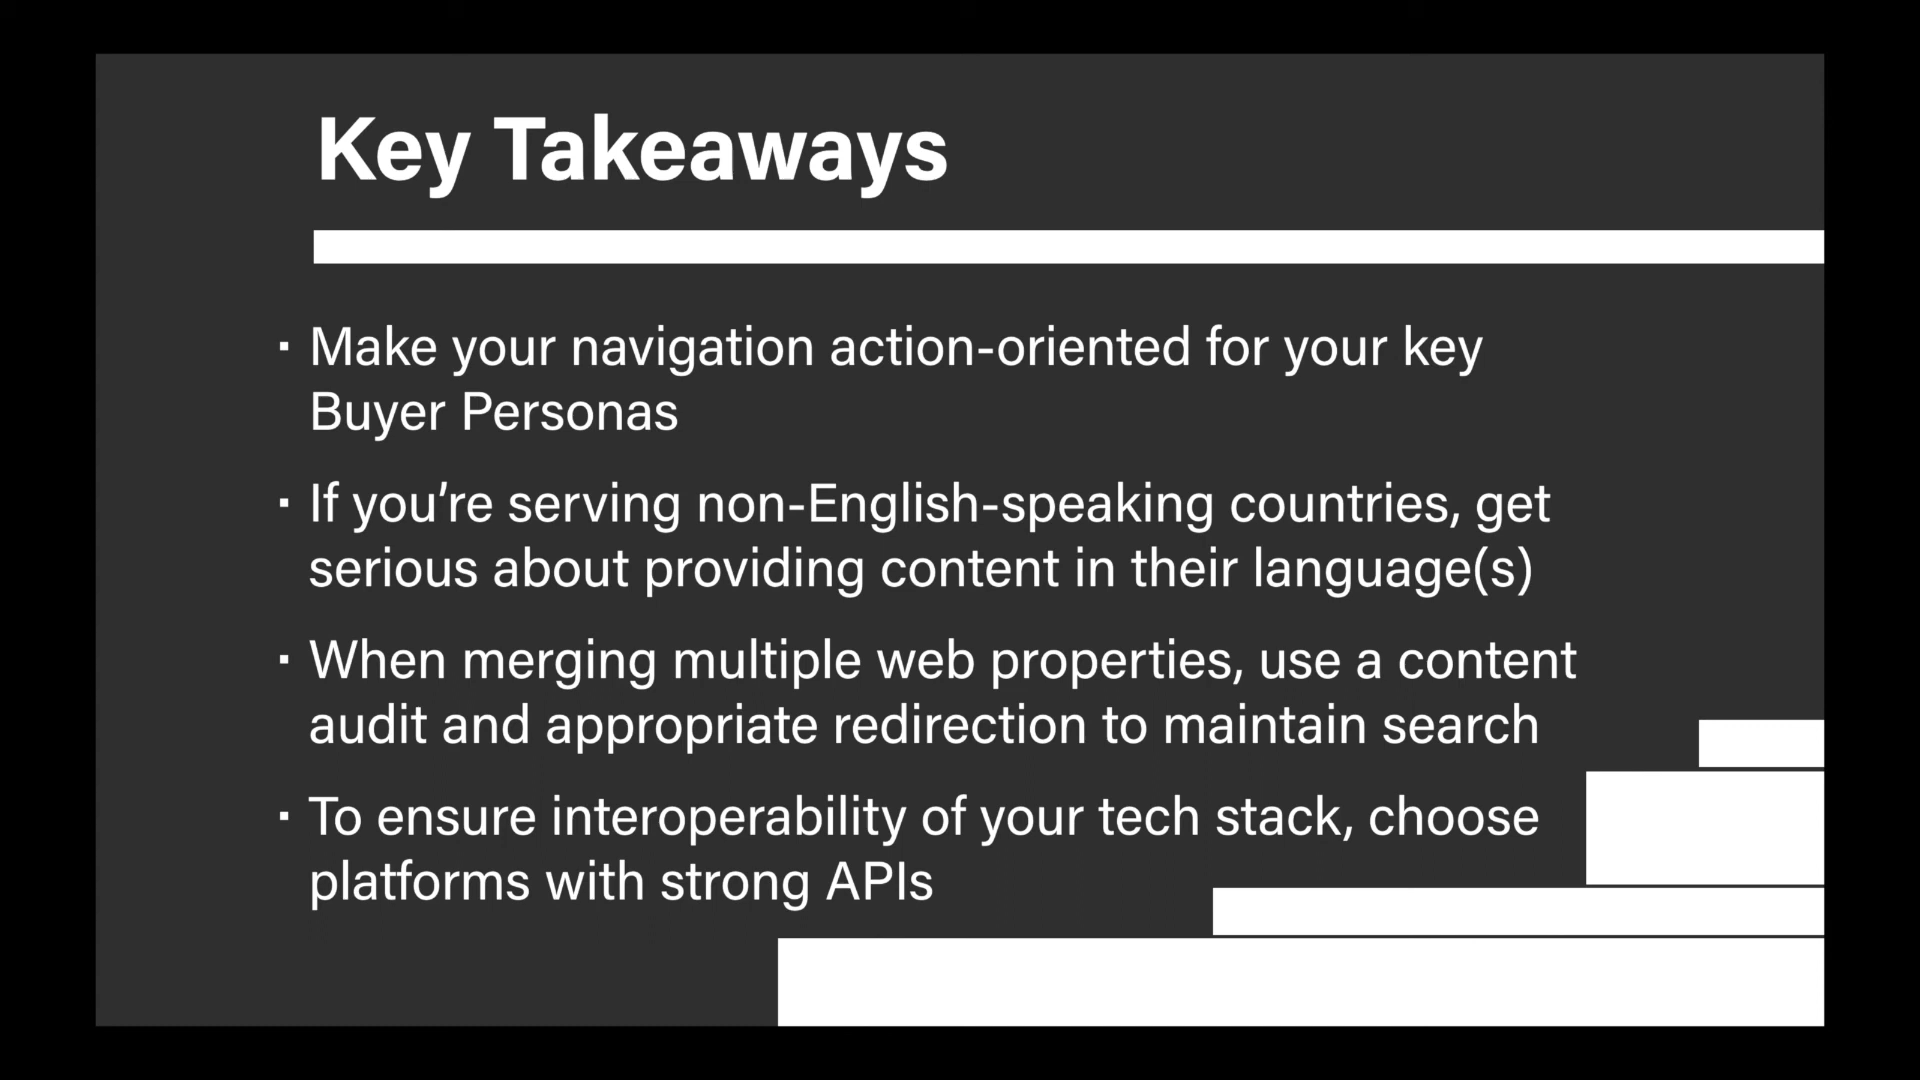 Key Takeaways
· Make your navigation action-oriented for your key
Buyer Personas
· If you’re serving non-English-speaking countries, get
serious about providing content in their language(s)
· When merging multiple web properties, use a content
audit and appropriate redirection to maintain search
· To ensure interoperability of your tech stack, choose
platforms with strong APIs